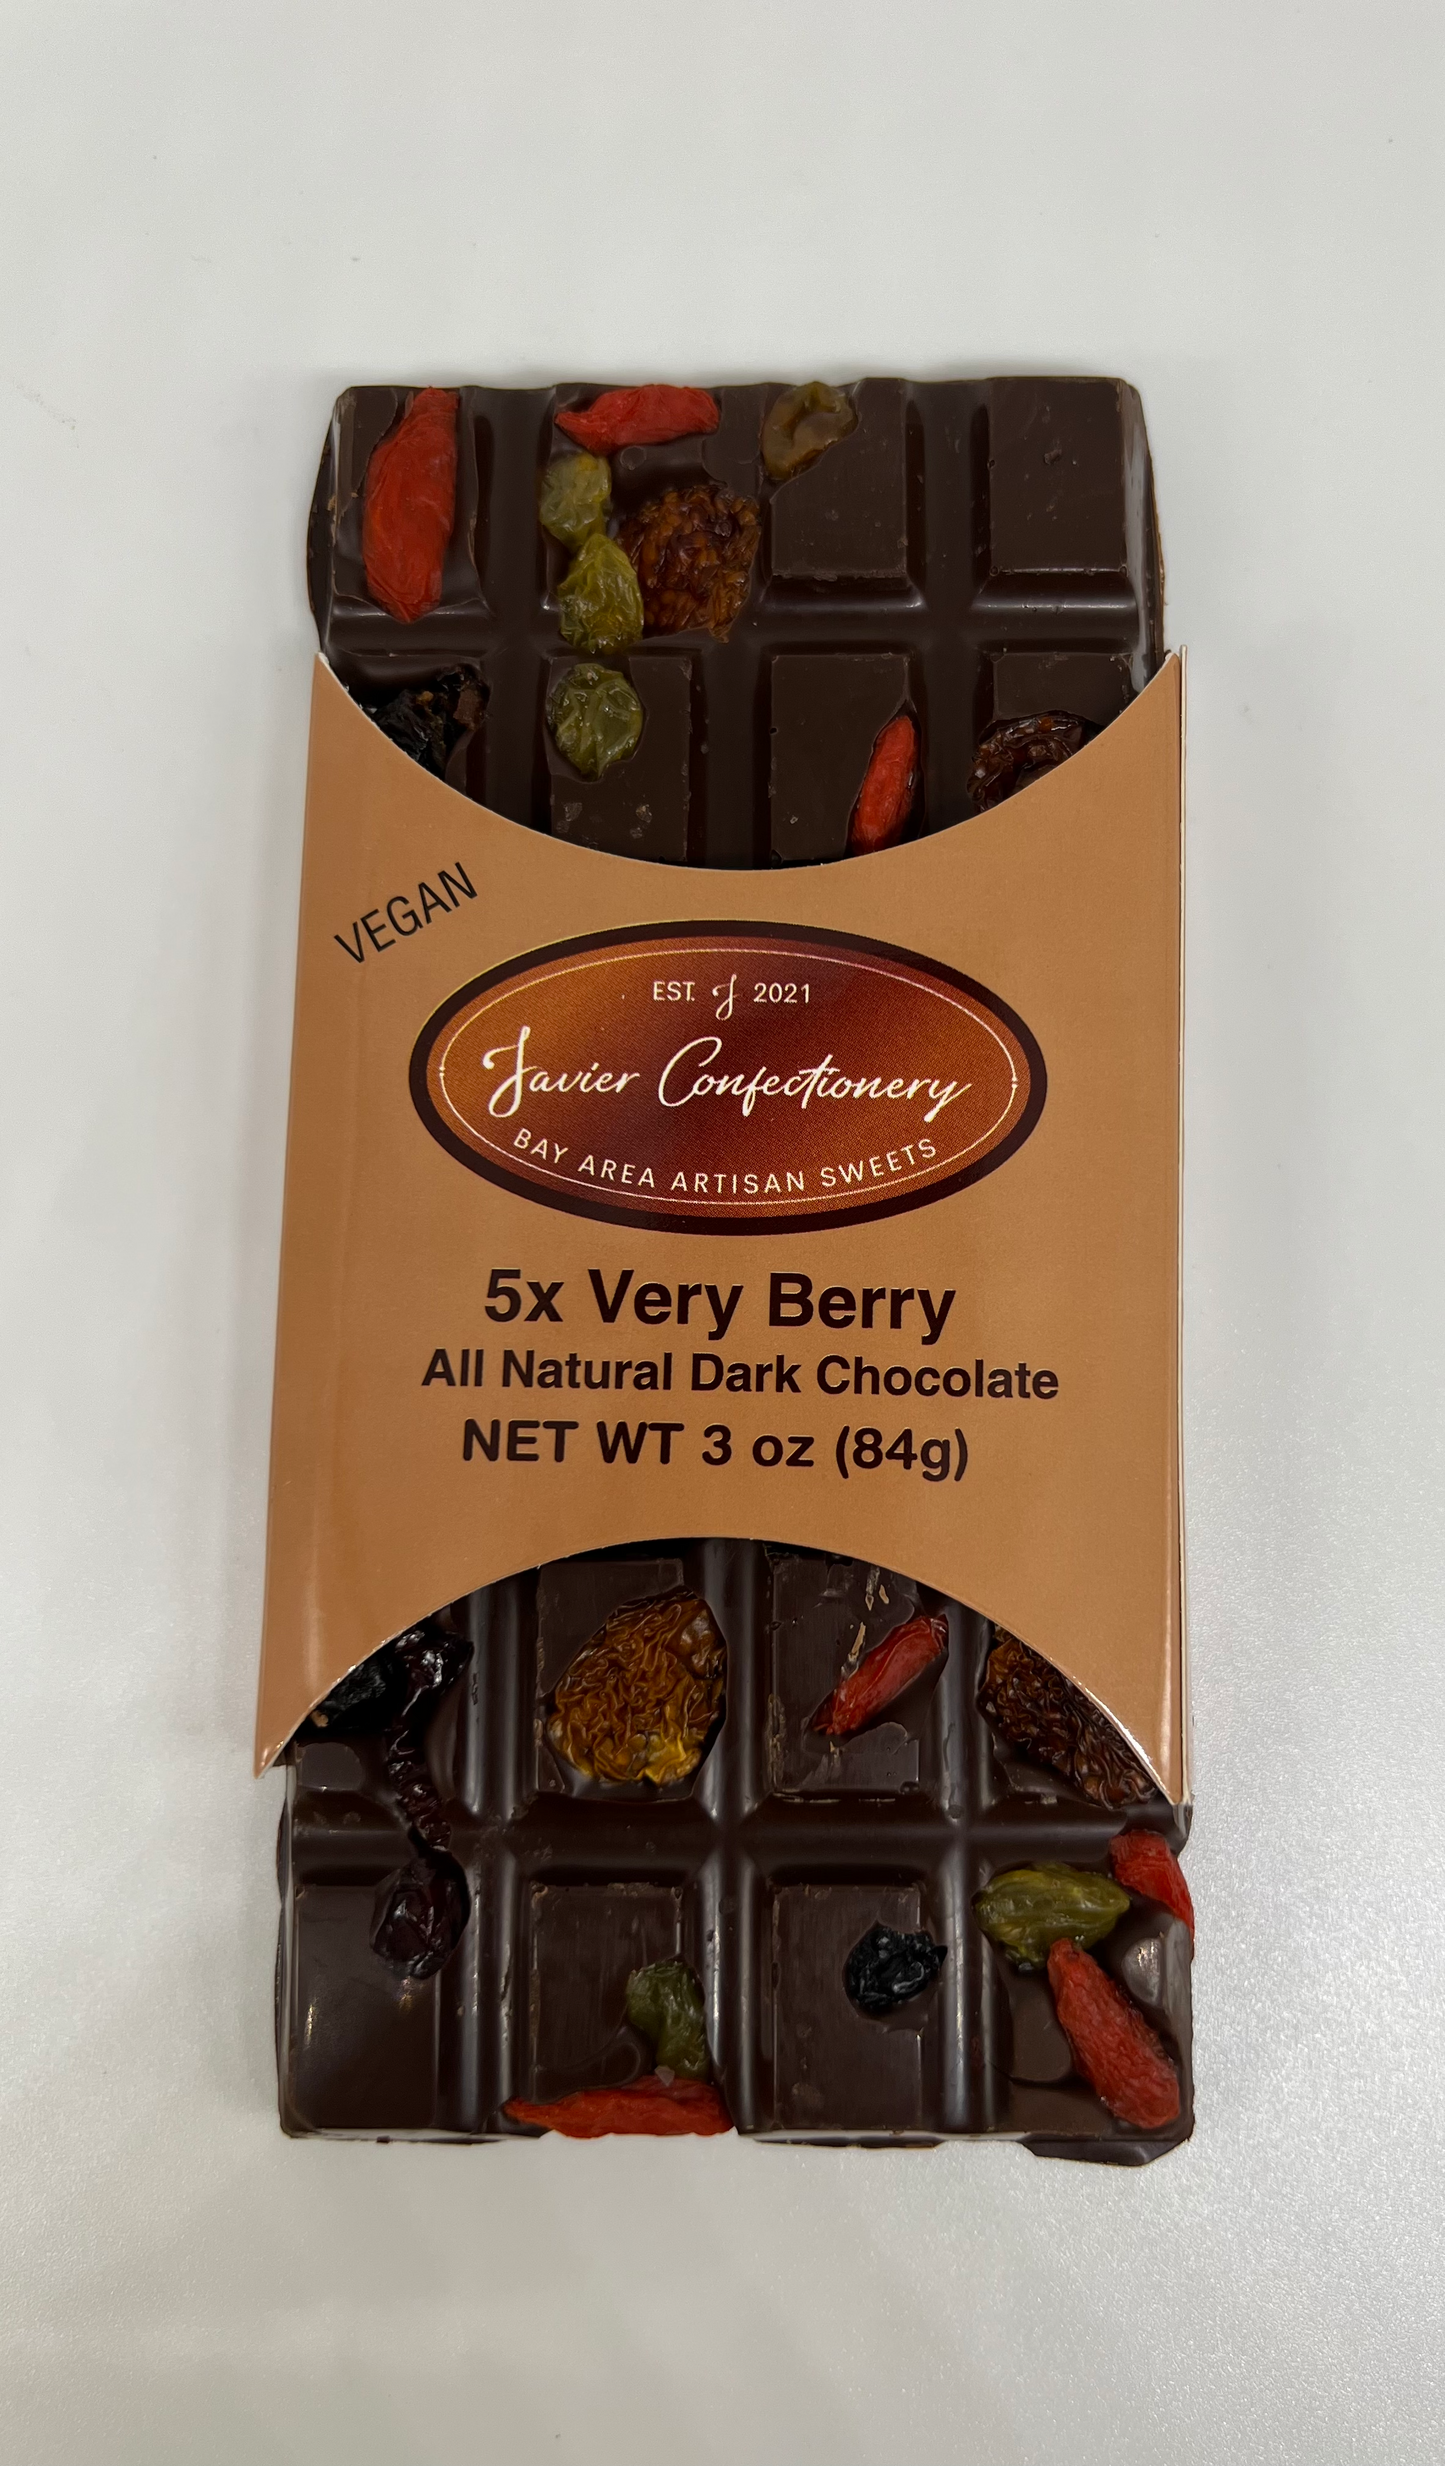 VEGAN
EST. J 2021
Javier Confectionery
BAY AREA ARTISAN SWEETS
5x Very Berry
All Natural Dark Chocolate
NET WT 3 oz (84g)